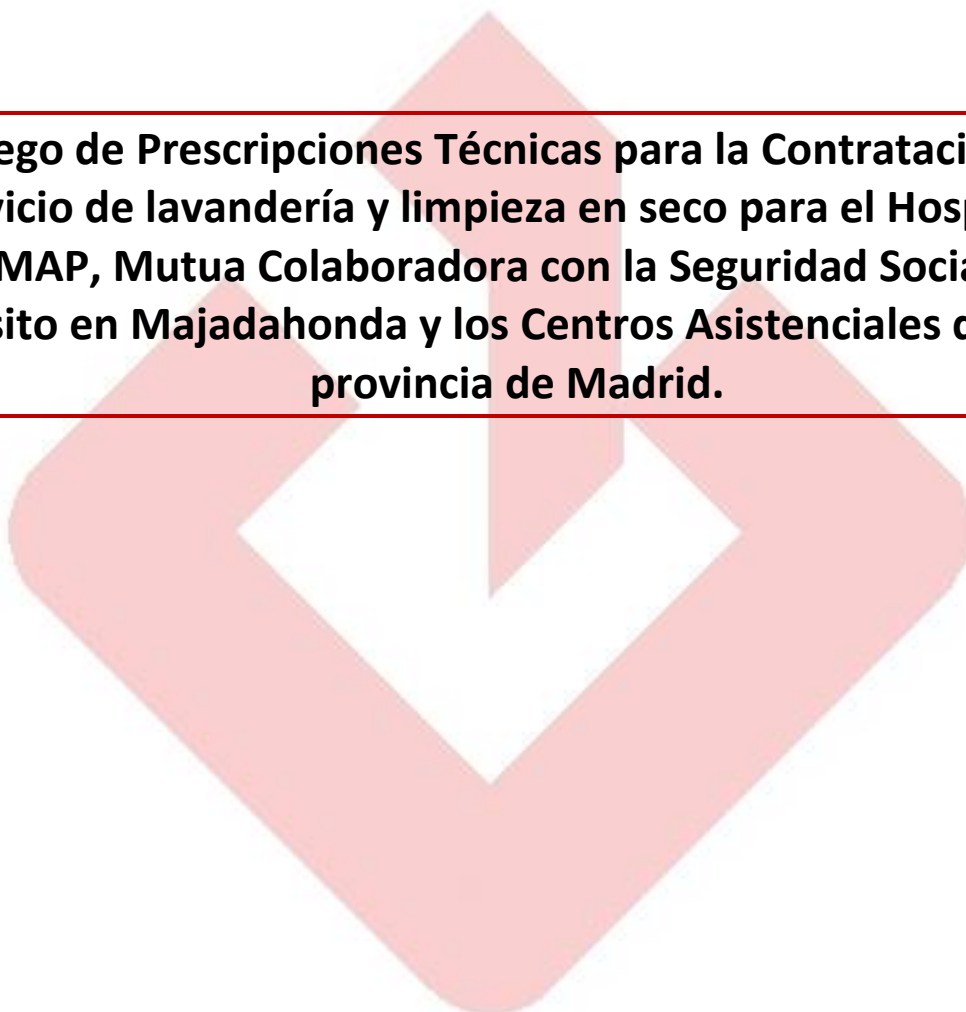 ego de Prescripciones Técnicas para la Contrataci
vicio de lavandería y limpieza en seco para el Hosp
MAP, Mutua Colaboradora con la Seguridad Socia
sito en Majadahonda y los Centros Asistenciales d
provincia de Madrid.